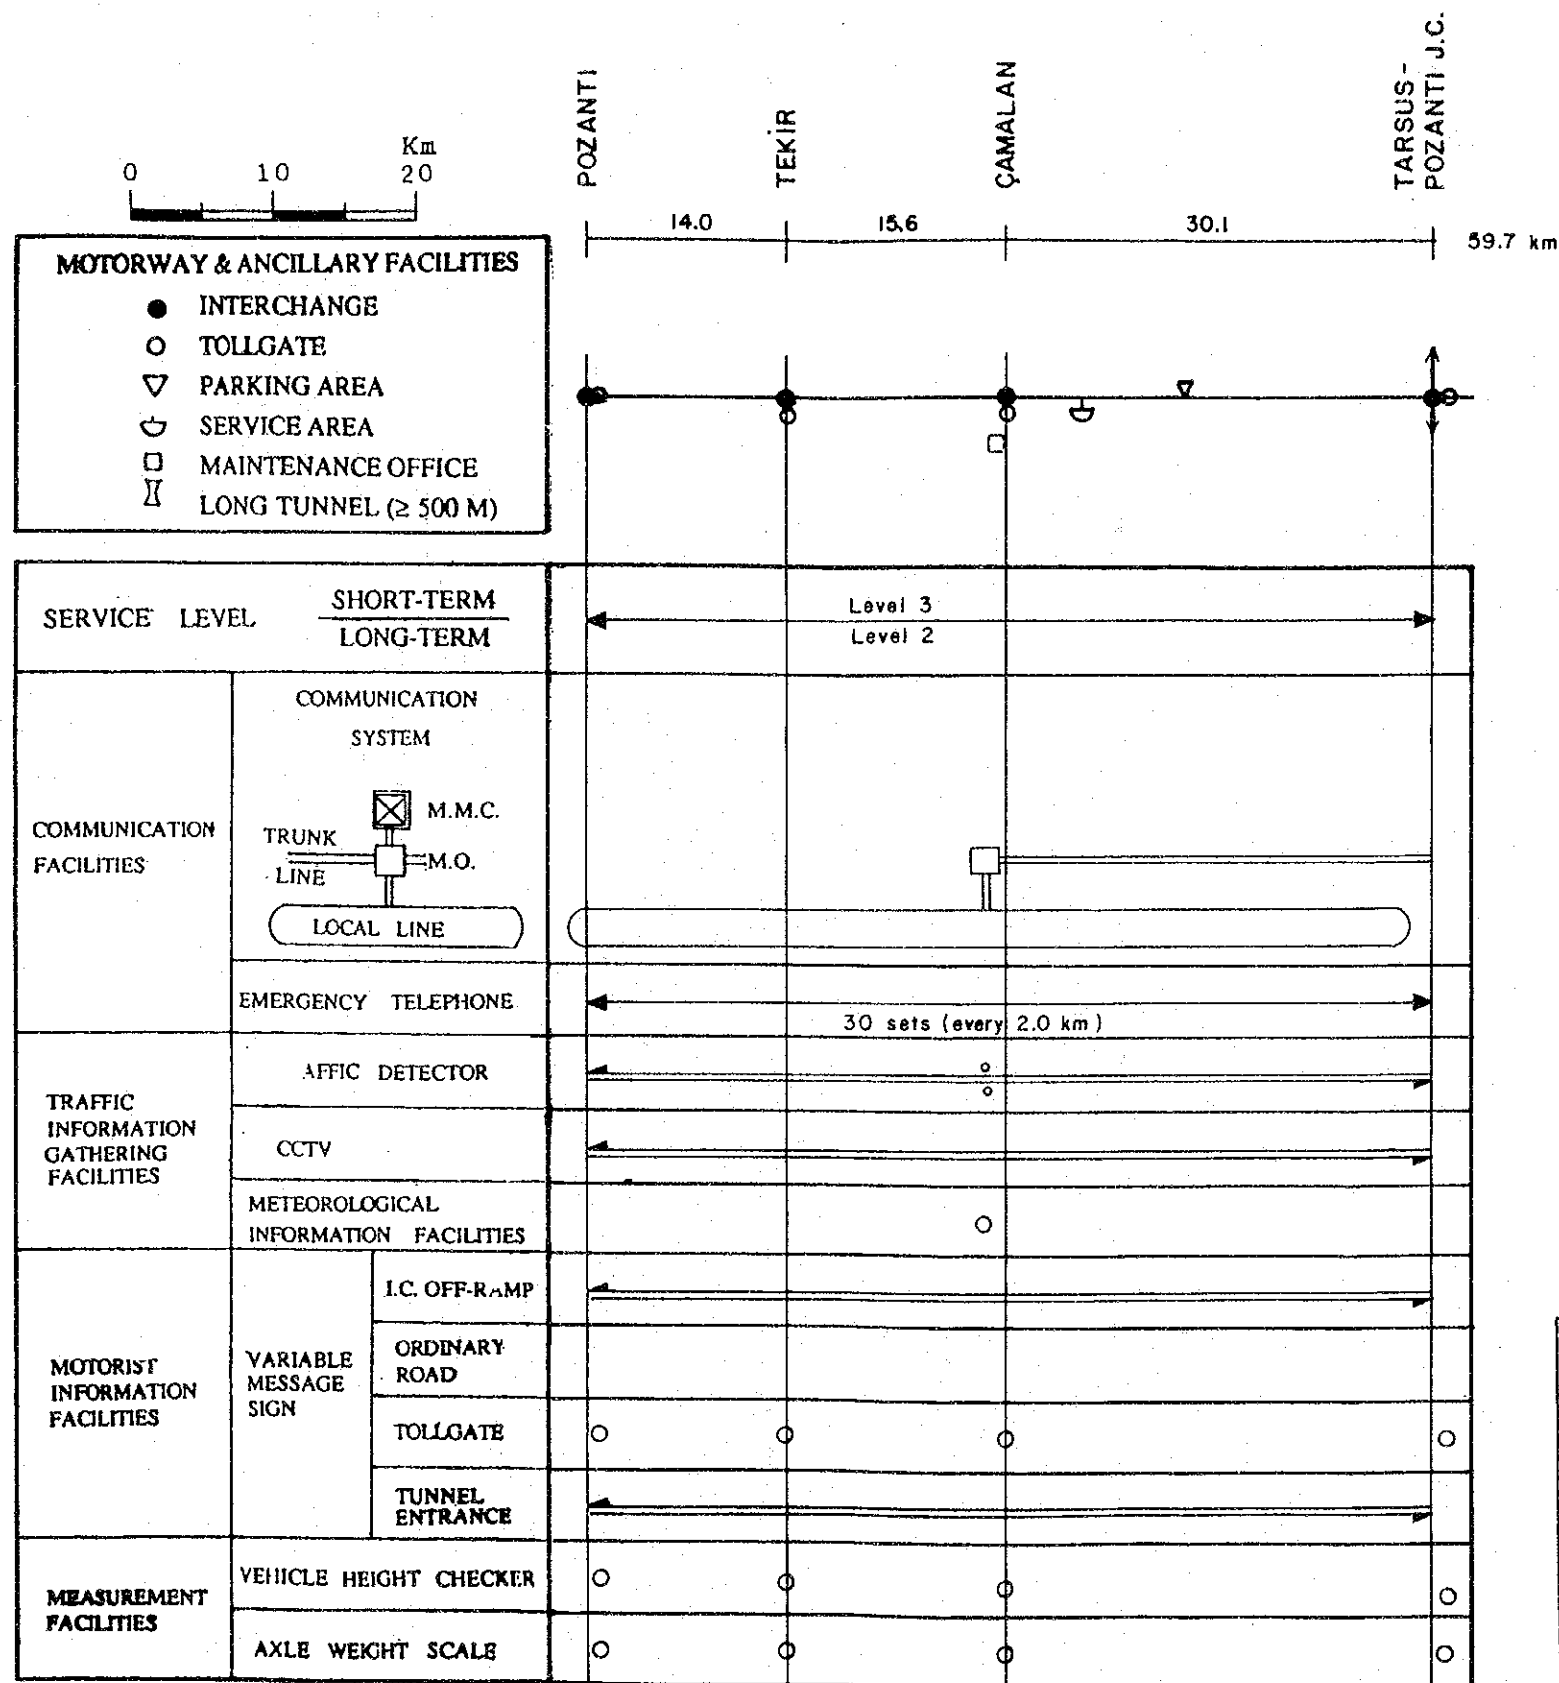 POZANTI
TEKİR
ÇAMALAN
TARSUS-
POZANTI J.C.
Km
0 10 20
14.0 15.6 30.1 59.7 km
MOTORWAY & ANCILLARY FACILITIES
INTERCHANGE
TOLLGATE
PARKING AREA
SERVICE AREA
MAINTENANCE OFFICE
LONG TUNNEL (≥ 500 M)
SERVICE LEVEL
SHORT-TERM
LONG-TERM
Level 3
Level 2
COMMUNICATION
FACILITIES
COMMUNICATION
SYSTEM
M.M.C.
TRUNK
LINE
M.O.
LOCAL LINE
EMERGENCY TELEPHONE
30 sets (every 2.0 km)
TRAFFIC
INFORMATION
GATHERING
FACILITIES
AFFIC DETECTOR
CCTV
METEOROLOGICAL
INFORMATION FACILITIES
MOTORIST
INFORMATION
FACILITIES
VARIABLE
MESSAGE
SIGN
I.C. OFF-RAMP
ORDINARY
ROAD
TOLLGATE
TUNNEL
ENTRANCE
MEASUREMENT
FACILITIES
VEHICLE HEIGHT CHECKER
AXLE WEIGHT SCALE